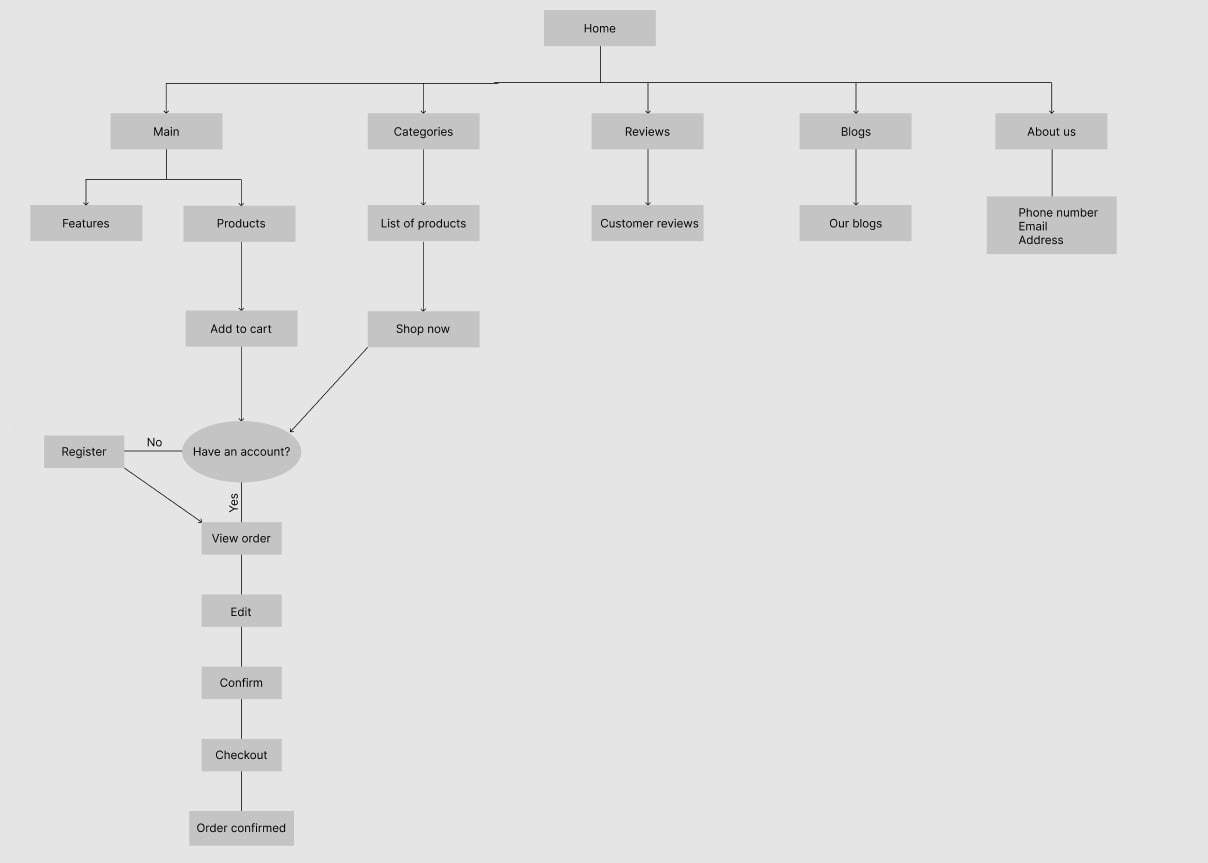 Home
Main
Categories
Reviews
Blogs
About us
Features
Products
List of products
Customer reviews
Our blogs
Phone number
Email
Address
Add to cart
Shop now
No
Register
Have an account?
Yes
View order
Edit
Confirm
Checkout
Order confirmed